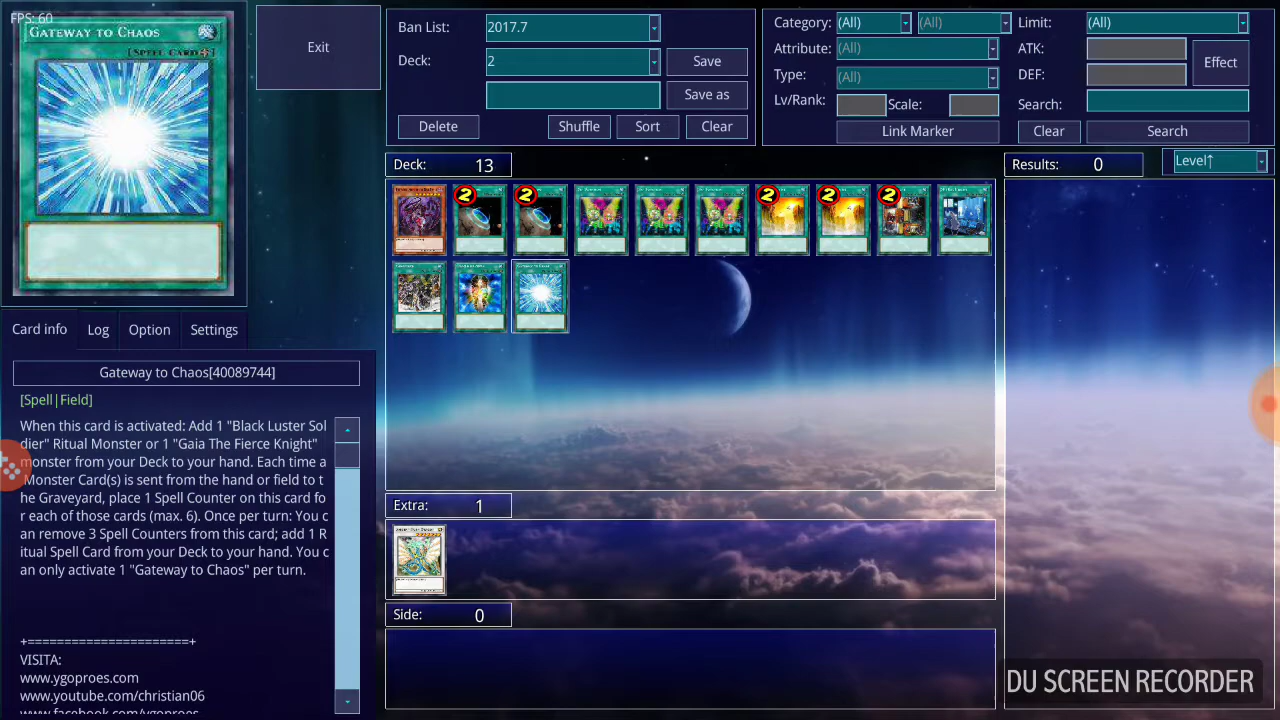 FPS: 60
GATEWAY TO CHAOS
[SPELL CARD]
Exit
Ban List:
2017.7
Deck:
2
Save
Save as
Delete
Shuffle
Sort
Clear
Category:
(All)
(All)
Limit:
(All)
Attribute:
(All)
ATK:
Type:
(All)
DEF:
Effect
Lv/Rank:
Scale:
Search:
Link Marker
Clear
Search
Deck: 13
Results: 0
Level↑
2
2
2
2
2
Card info
Log
Option
Settings
Gateway to Chaos[40089744]
[Spell|Field]
When this card is activated: Add 1 "Black Luster Sol
dier" Ritual Monster or 1 "Gaia The Fierce Knight"
monster from your Deck to your hand. Each time a
Monster Card(s) is sent from the hand or field to t
he Graveyard, place 1 Spell Counter on this card fo
r each of those cards (max. 6). Once per turn: You c
an remove 3 Spell Counters from this card; add 1 R
itual Spell Card from your Deck to your hand. You c
an only activate 1 "Gateway to Chaos" per turn.
+=====================+
VISITA:
www.ygoproes.com
www.youtube.com/christian06
www.facebook.com/ygoproes
Extra: 1
Side: 0
DU SCREEN RECORDER